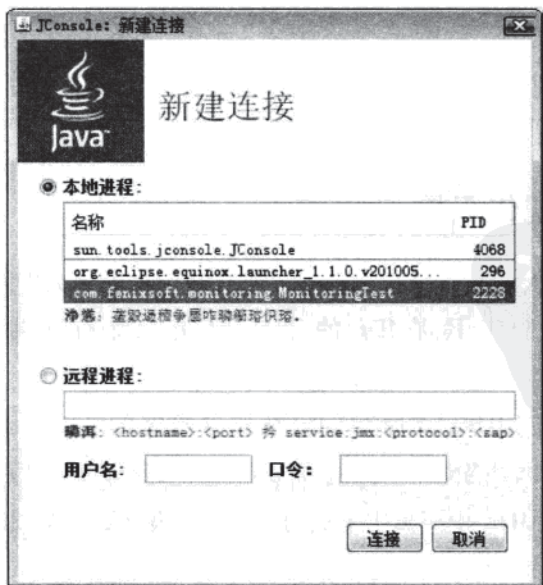 JConsole: 新建连接
Java
新建连接
本地进程:
名称 PID
sun.tools.jconsole.JConsole 4068
org.eclipse.equinox.launcher_1.1.0.v201005... 296
com.fenixsoft.monitoring.MonitoringTest 2228
远程进程:
<hostname>:<port> service:jmx:<protocol>:<sap>
用户名: 口令:
连接 取消